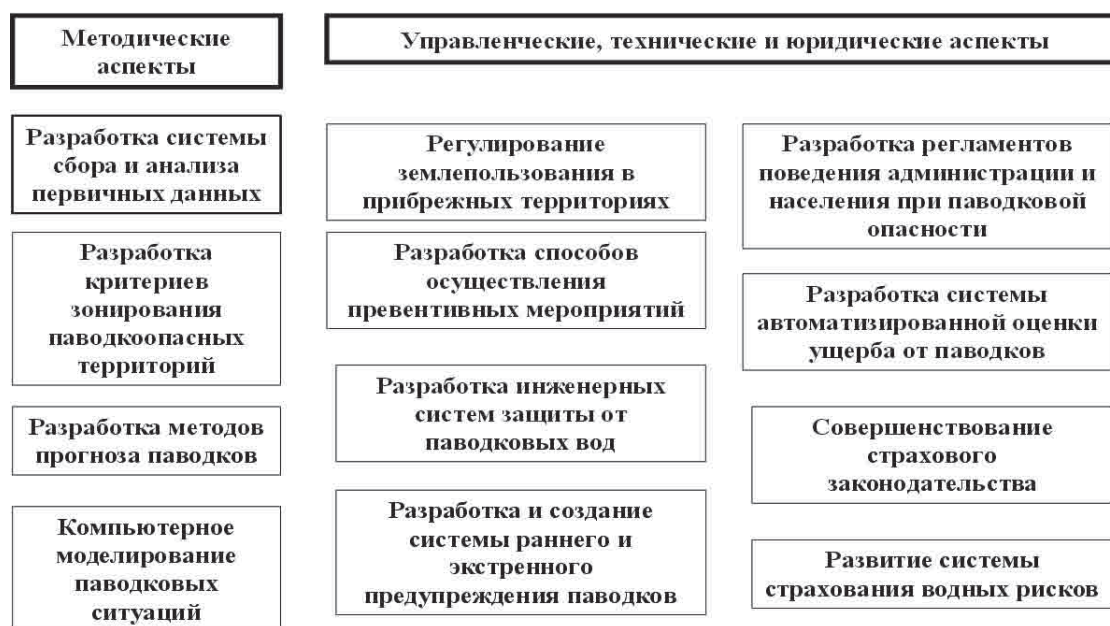 Методические
аспекты
Управленческие, технические и юридические аспекты
Разработка системы
сбора и анализа
первичных данных
Разработка
критериев
зонирования
паводкоопасных
территорий
Разработка методов
прогноза паводков
Компьютерное
моделирование
паводковых
ситуаций
Регулирование
землепользования в
прибрежных территориях
Разработка способов
осуществления
превентивных мероприятий
Разработка инженерных
систем защиты от
паводковых вод
Разработка и создание
системы раннего и
экстренного
предупреждения паводков
Разработка регламентов
поведения администрации и
населения при паводковой
опасности
Разработка системы
автоматизированной оценки
ущерба от паводков
Совершенствование
страхового
законодательства
Развитие системы
страхования водных рисков